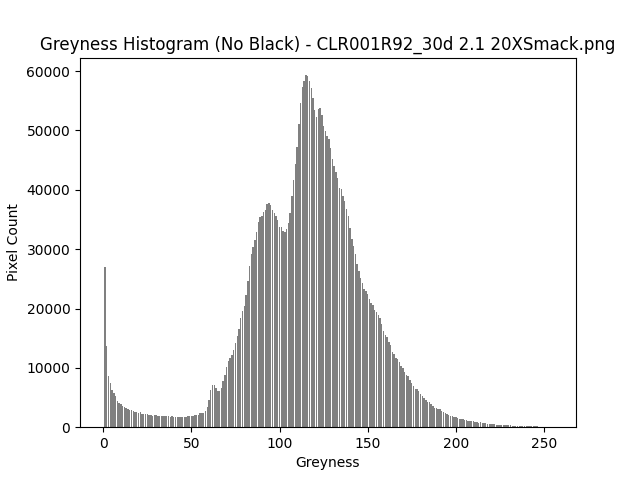 Greyness Histogram (No Black) - CLR001R92_30d 2.1 20XSmack.png
60000
50000
40000
30000
20000
10000
0
Pixel Count
0 50 100 150 200 250
Greyness